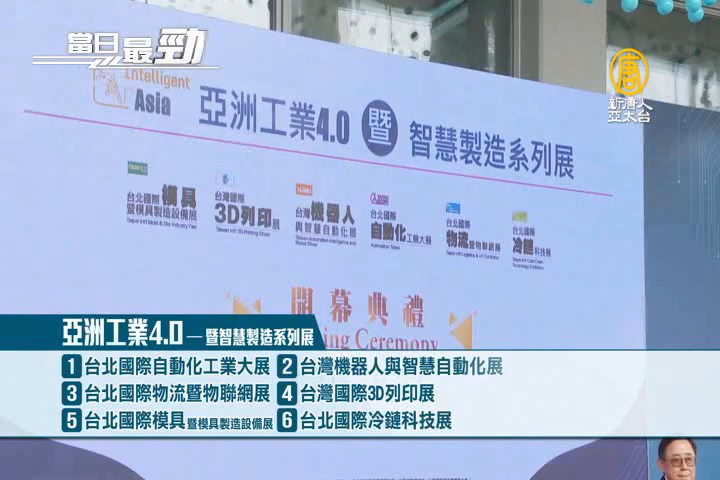 當日最勁
唐
新唐人
亞太台
Intelligent
Asia
亞洲工業4.0 暨 智慧製造系列展
台北國際 模具
暨模具製造設備展
台灣國際
3D列印展
台灣 機器人
與智慧自動化展
台北國際
自動化工業大展
台北國際
物流暨物聯網展
台北國際
冷鏈科技展
開幕典禮
ing Ceremony
亞洲工業4.0—暨智慧製造系列展
1 台北國際自動化工業大展
2 台灣機器人與智慧自動化展
3 台北國際物流暨物聯網展
4 台灣國際3D列印展
5 台北國際模具暨模具製造設備展
6 台北國際冷鏈科技展